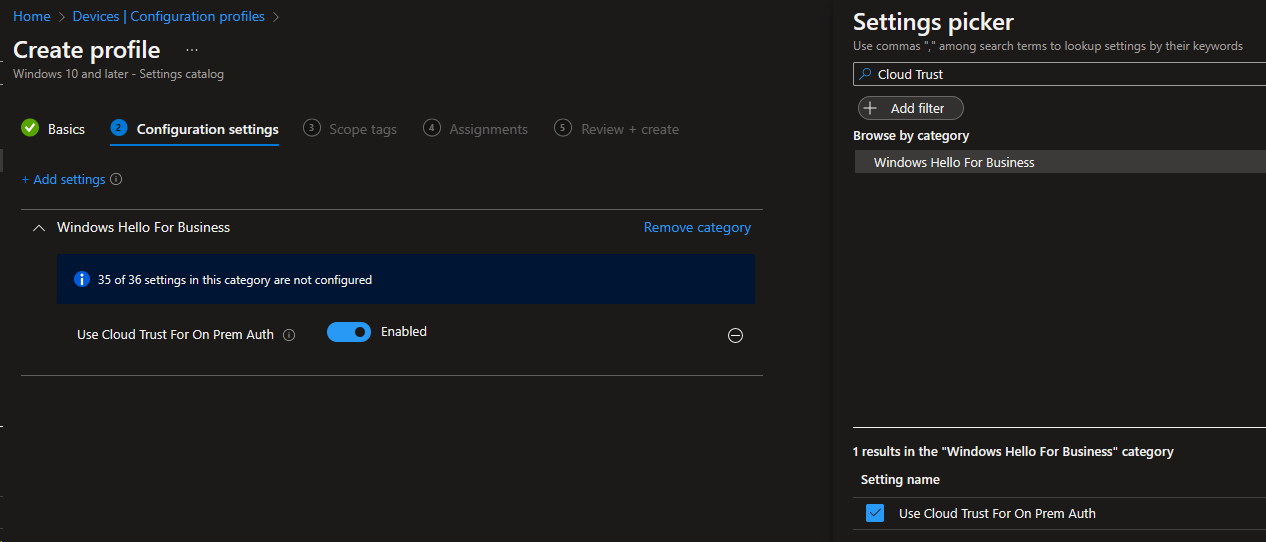 Home > Devices | Configuration profiles >
Create profile ...
Windows 10 and later - Settings catalog
Basics
2 Configuration settings
3 Scope tags
4 Assignments
5 Review + create
+ Add settings
Windows Hello For Business
Remove category
35 of 36 settings in this category are not configured
Use Cloud Trust For On Prem Auth
Enabled
Settings picker
Use commas "," among search terms to lookup settings by their keywords
Cloud Trust
Add filter
Browse by category
Windows Hello For Business
1 results in the "Windows Hello For Business" category
Setting name
Use Cloud Trust For On Prem Auth